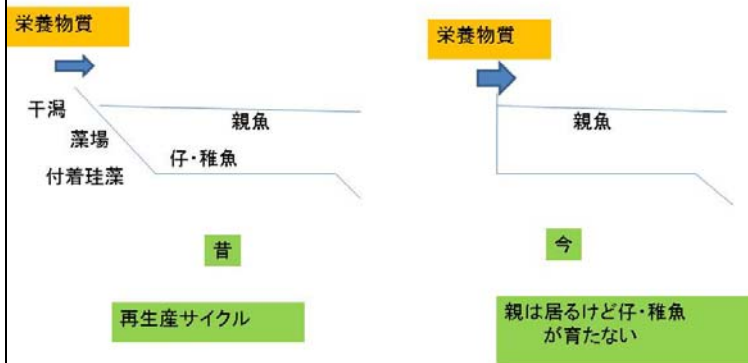 栄養物質
干潟
藻場
付着珪藻
親魚
仔・稚魚
昔
再生産サイクル
栄養物質
親魚
今
親は居るけど仔・稚魚
が育たない